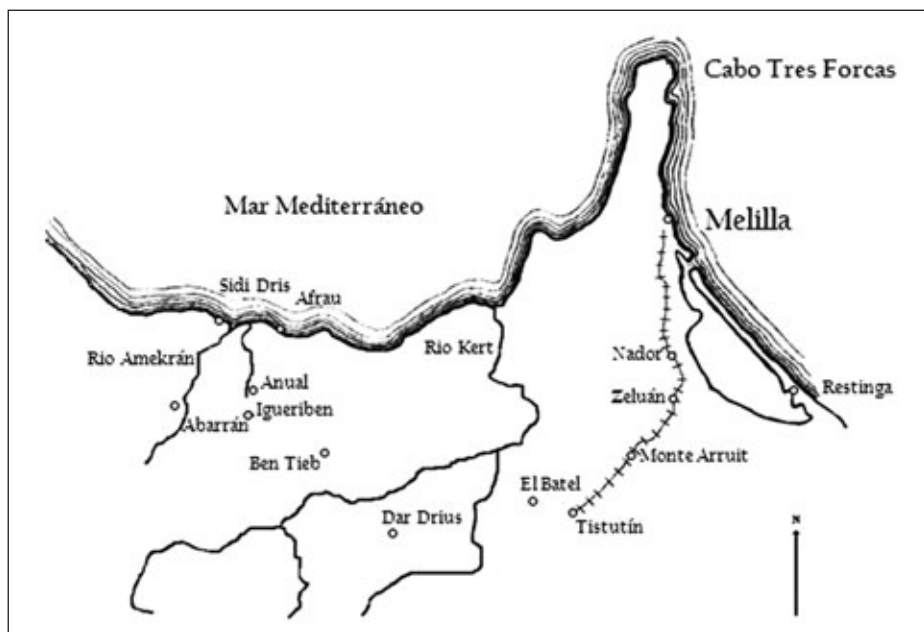 Cabo Tres Forcas
Mar Mediterráneo
Melilla
Sidi Dris
Afrau
Rio Amekrán
Rio Kert
Nador
Anual
Restinga
Zeluán
Igueriben
Abarrán
Ben Tieb
Monte Arruit
El Batel
Dar Drius
Tistutín
N